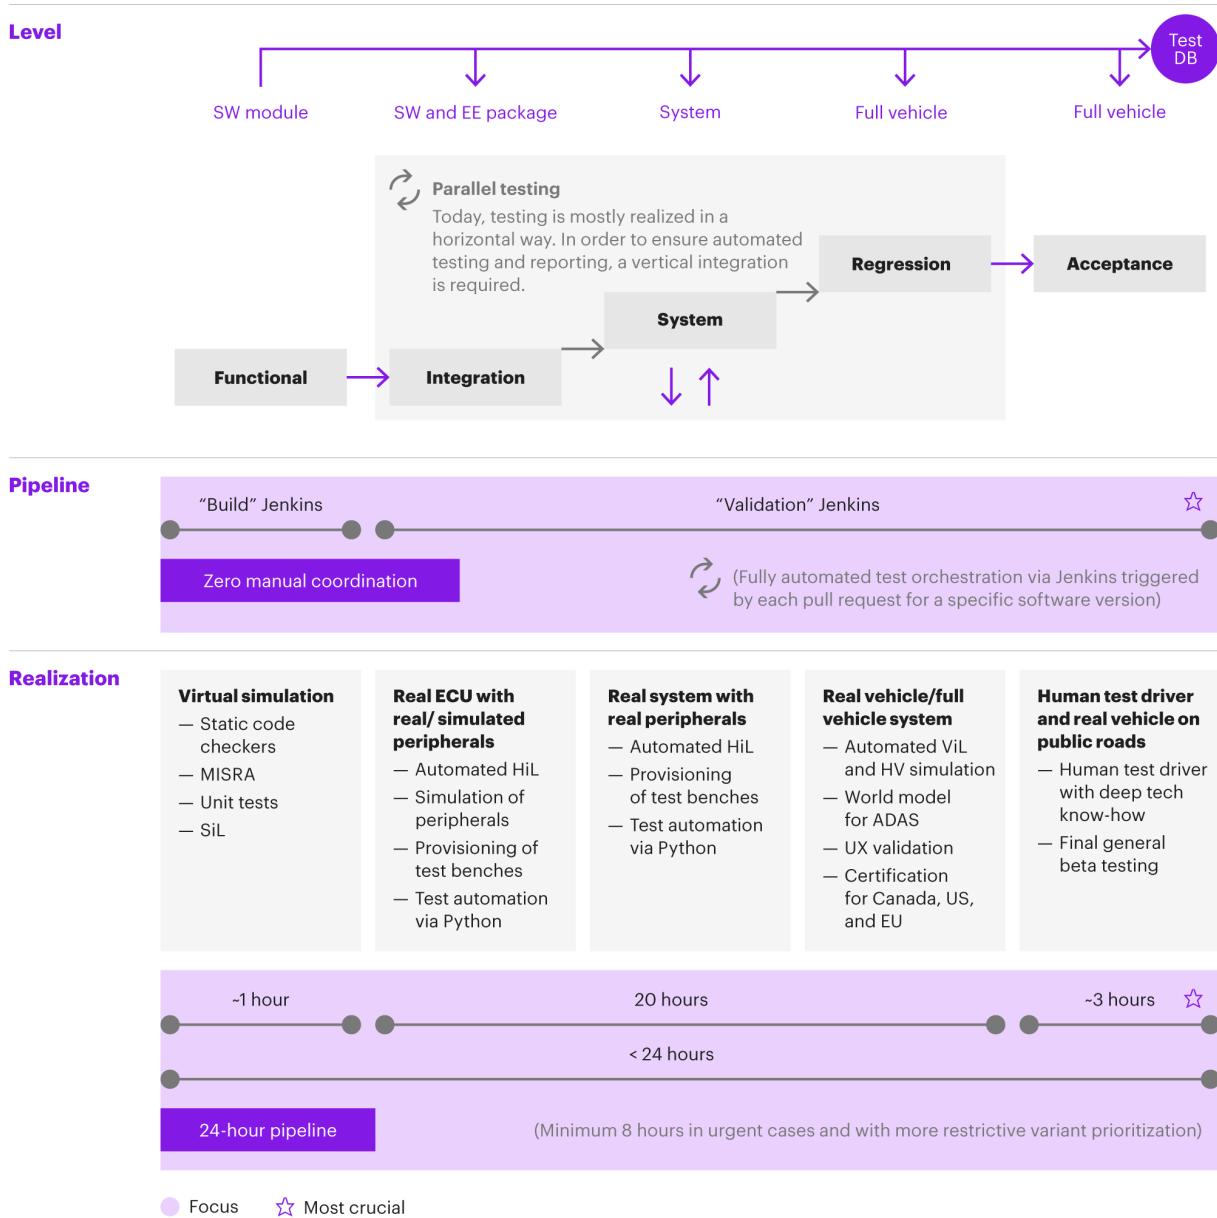 Level
Test
DB
SW module
SW and EE package
System
Full vehicle
Full vehicle
Parallel testing
Today, testing is mostly realized in a
horizontal way. In order to ensure automated
testing and reporting, a vertical integration
is required.
Functional
Integration
System
Regression
Acceptance
Pipeline
“Build” Jenkins
“Validation” Jenkins
Zero manual coordination
(Fully automated test orchestration via Jenkins triggered
by each pull request for a specific software version)
Realization
Virtual simulation
— Static code
checkers
— MISRA
— Unit tests
— SiL
Real ECU with
real/ simulated
peripherals
— Automated HiL
— Simulation of
peripherals
— Provisioning of
test benches
— Test automation
via Python
Real system with
real peripherals
— Automated HiL
— Provisioning
of test benches
— Test automation
via Python
Real vehicle/full
vehicle system
— Automated ViL
and HV simulation
— World model
for ADAS
— UX validation
— Certification
for Canada, US,
and EU
Human test driver
and real vehicle on
public roads
— Human test driver
with deep tech
know-how
— Final general
beta testing
~1 hour
20 hours
~3 hours
< 24 hours
24-hour pipeline
(Minimum 8 hours in urgent cases and with more restrictive variant prioritization)
Focus
Most crucial